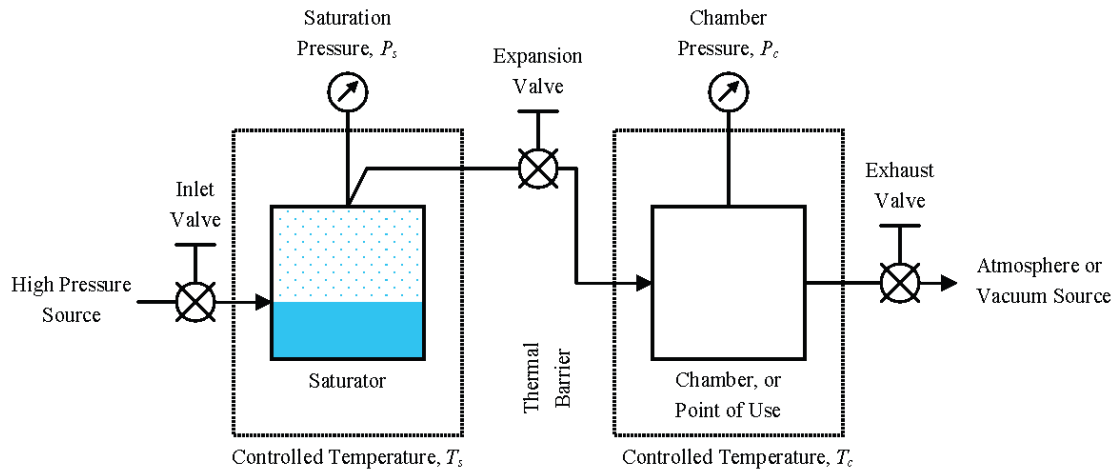 Saturation
Pressure, Ps
Chamber
Pressure, Pc
Expansion
Valve
Inlet
Valve
Exhaust
Valve
High Pressure
Source
Atmosphere or
Vacuum Source
Saturator
Thermal
Barrier
Chamber, or
Point of Use
Controlled Temperature, Ts
Controlled Temperature, Tc